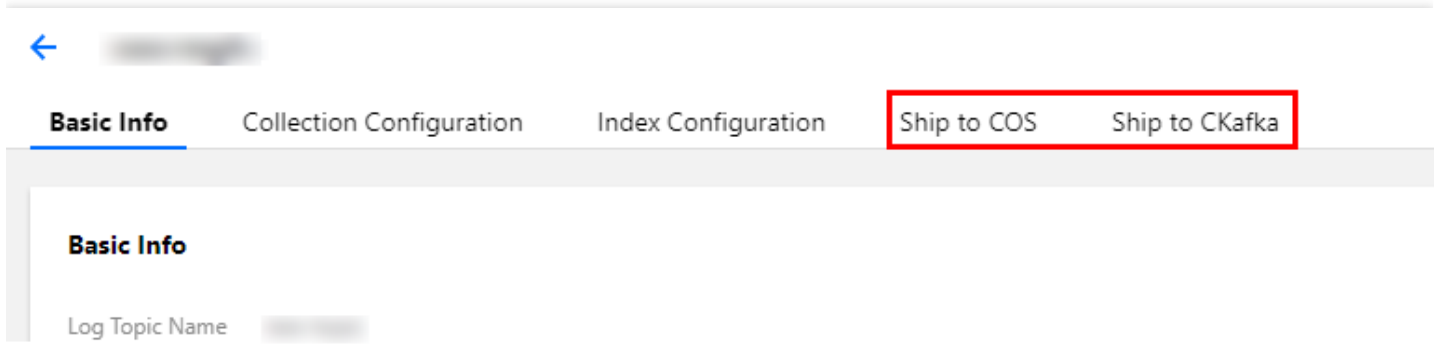 Basic Info Collection Configuration Index Configuration Ship to COS Ship to CKafka
Basic Info
Log Topic Name